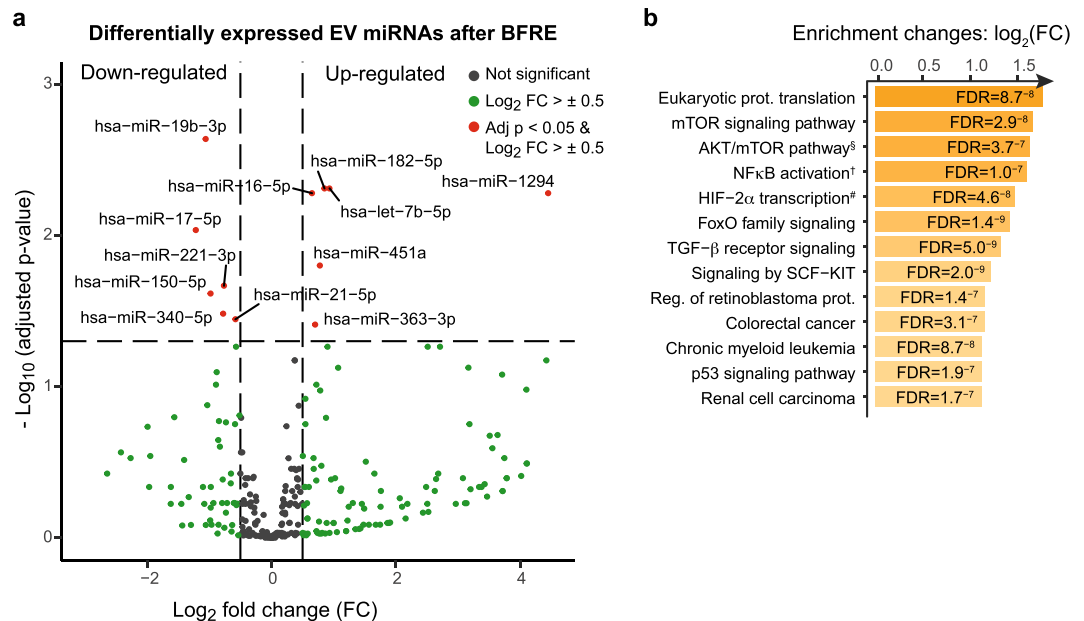 a
Differentially expressed EV miRNAs after BFRE
Down-regulated
Up-regulated
Not significant
Log2 FC > ± 0.5
Adj p < 0.05 &
Log2 FC > ± 0.5
hsa−miR−19b−3p
hsa−miR−182−5p
hsa−miR−16−5p
hsa−miR−1294
hsa−let−7b−5p
hsa−miR−17−5p
hsa−miR−221−3p
hsa−miR−451a
hsa−miR−150−5p
hsa−miR−21−5p
hsa−miR−340−5p
hsa−miR−363−3p
3
2
1
0
- Log10 (adjusted p-value)
−2
0
2
4
Log2 fold change (FC)
b
Enrichment changes: log2(FC)
0.0 0.5 1.0 1.5
Eukaryotic prot. translation FDR=8.7−8
mTOR signaling pathway FDR=2.9−8
AKT/mTOR pathway§ FDR=3.7−7
NFκB activation† FDR=1.0−7
HIF−2α transcription# FDR=4.6−8
FoxO family signaling FDR=1.4−9
TGF−β receptor signaling FDR=5.0−9
Signaling by SCF−KIT FDR=2.0−9
Reg. of retinoblastoma prot. FDR=1.4−7
Colorectal cancer FDR=3.1−7
Chronic myeloid leukemia FDR=8.7−8
p53 signaling pathway FDR=1.9−7
Renal cell carcinoma FDR=1.7−7